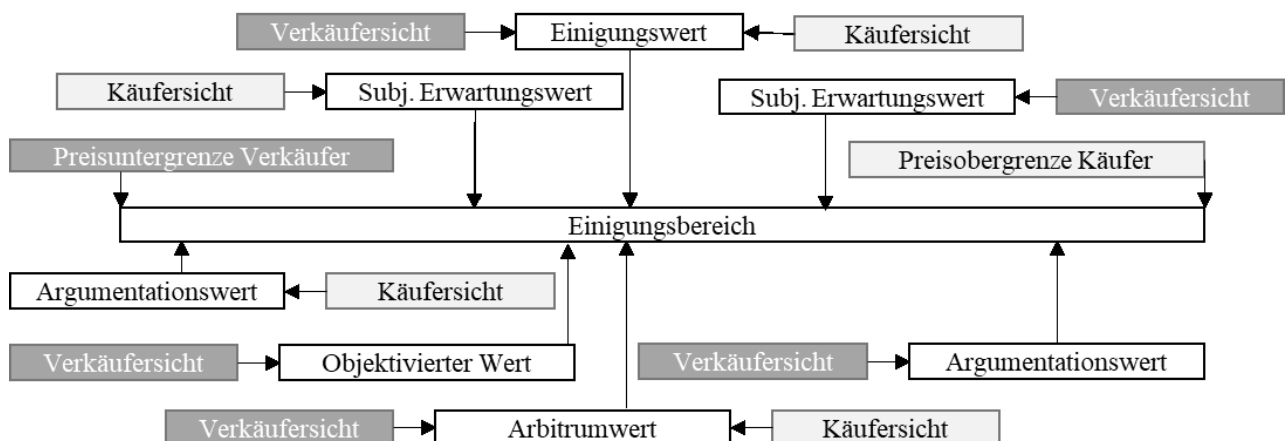 Verkäufersicht
Einigungswert
Käufersicht
Käufersicht
Subj. Erwartungswert
Subj. Erwartungswert
Verkäufersicht
Preisuntergrenze Verkäufer
Preisobergrenze Käufer
Einigungsbereich
Argumentationswert
Käufersicht
Verkäufersicht
Objektivierter Wert
Verkäufersicht
Argumentationswert
Verkäufersicht
Arbitrumwert
Käufersicht